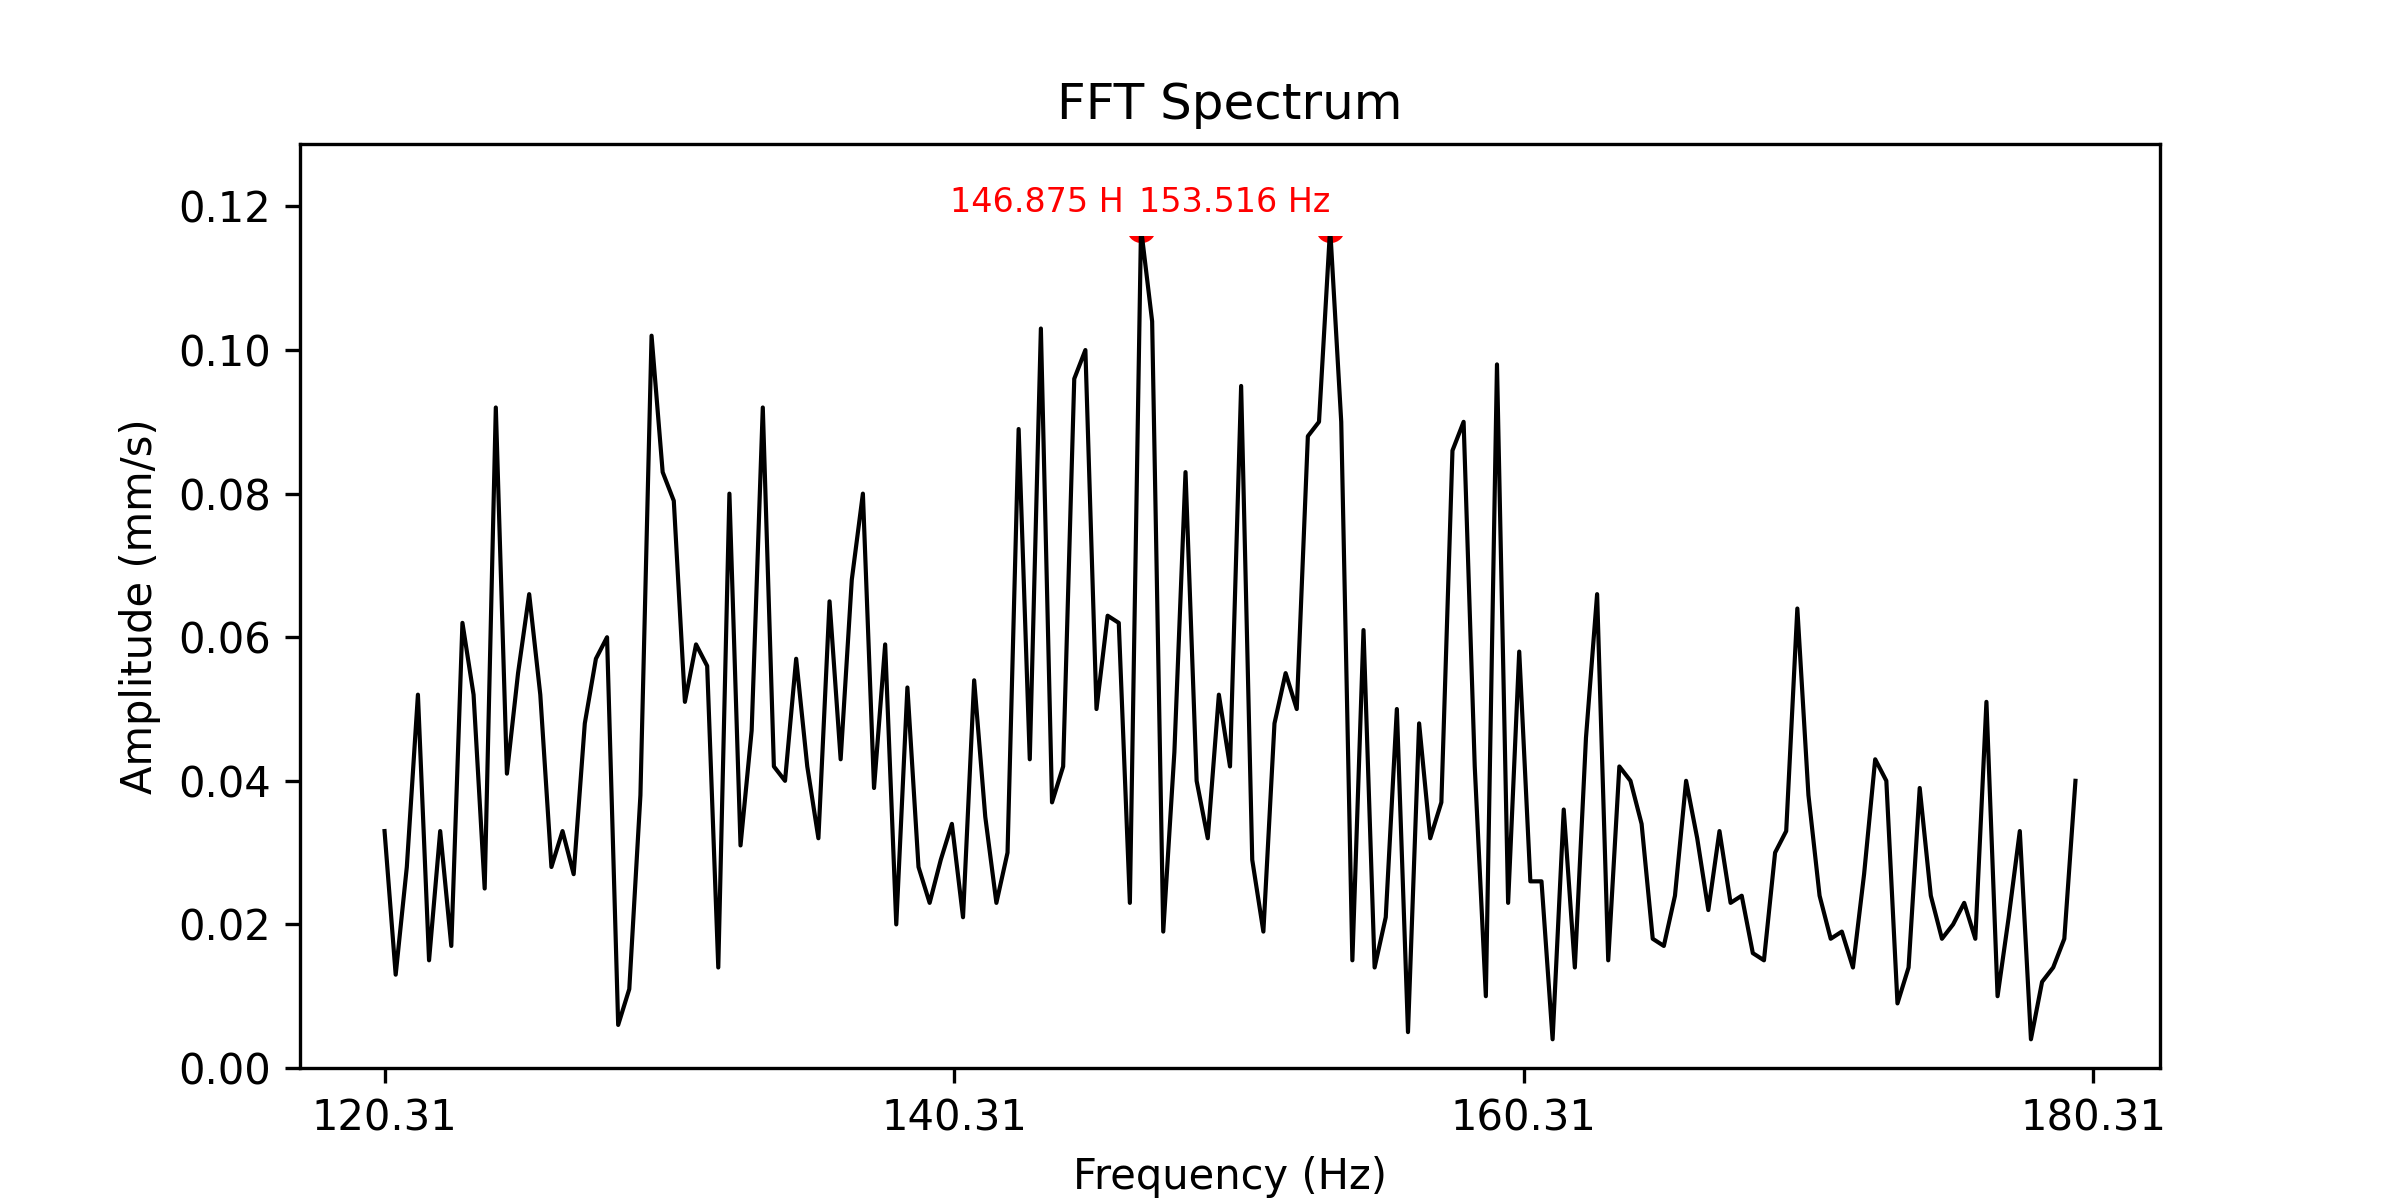 FFT Spectrum
146.875 H 153.516 Hz
0.12
0.10
0.08
0.06
0.04
0.02
0.00
Amplitude (mm/s)
120.31 140.31 160.31 180.31
Frequency (Hz)